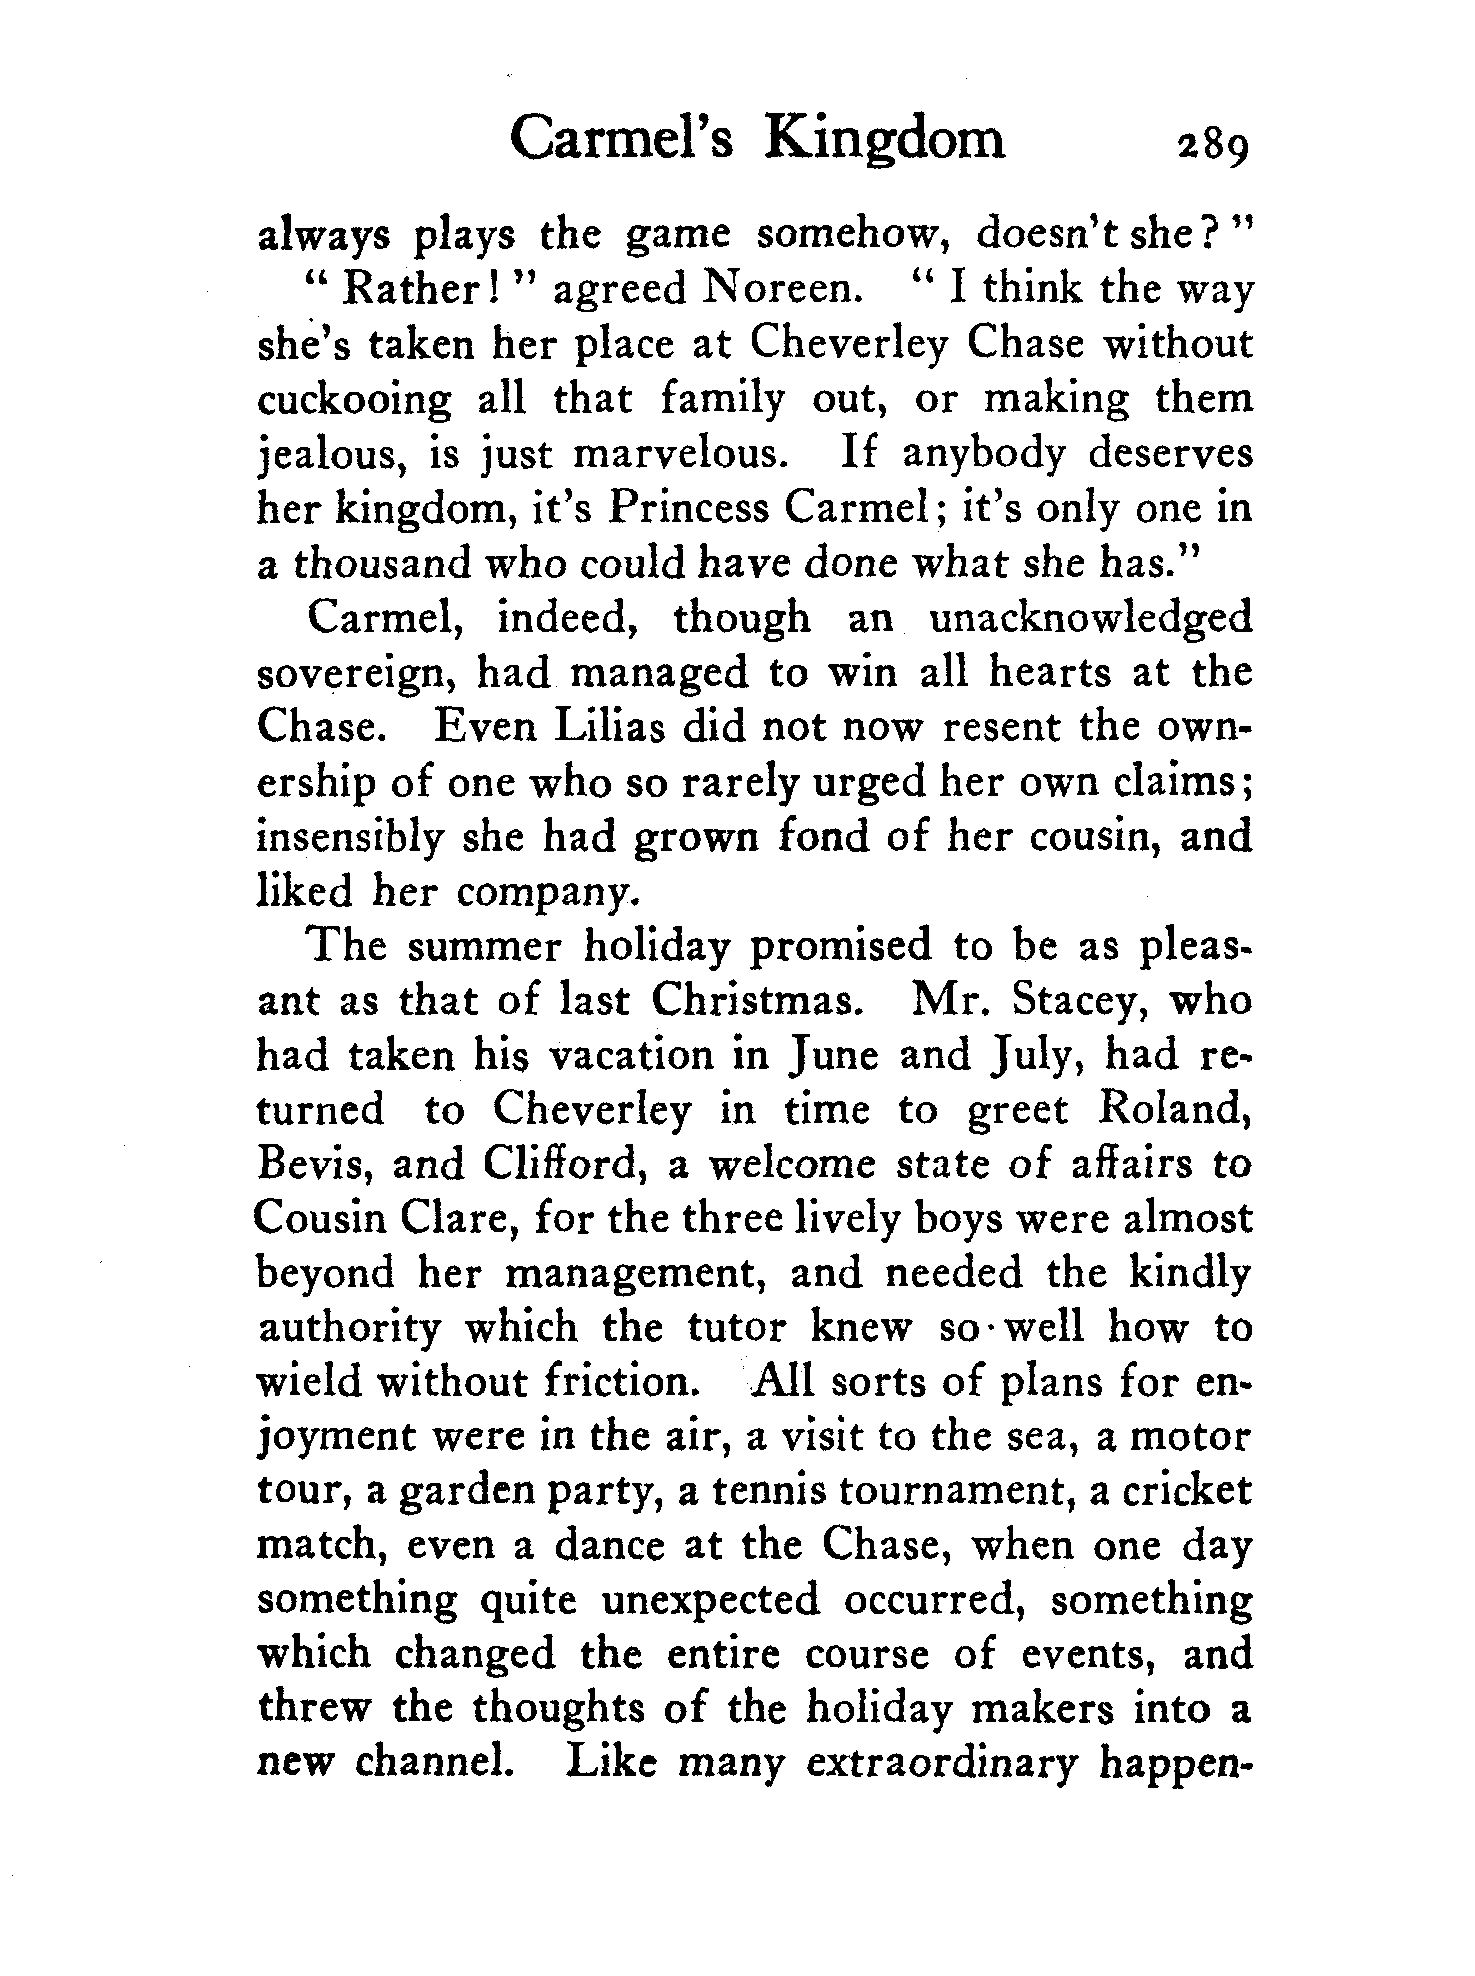 Carmel's Kingdom 289
always plays the game somehow, doesn't she?"
"Rather!" agreed Noreen. "I think the way
she's taken her place at Cheverley Chase without
cuckooing all that family out, or making them
jealous, is just marvelous. If anybody deserves
her kingdom, it's Princess Carmel; it's only one in
a thousand who could have done what she has."
Carmel, indeed, though an unacknowledged
sovereign, had managed to win all hearts at the
Chase. Even Lilias did not now resent the own-
ership of one who so rarely urged her own claims;
insensibly she had grown fond of her cousin, and
liked her company.
The summer holiday promised to be as pleas-
ant as that of last Christmas. Mr. Stacey, who
had taken his vacation in June and July, had re-
turned to Cheverley in time to greet Roland,
Bevis, and Clifford, a welcome state of affairs to
Cousin Clare, for the three lively boys were almost
beyond her management, and needed the kindly
authority which the tutor knew so well how to
wield without friction. All sorts of plans for en-
joyment were in the air, a visit to the sea, a motor
tour, a garden party, a tennis tournament, a cricket
match, even a dance at the Chase, when one day
something quite unexpected occurred, something
which changed the entire course of events, and
threw the thoughts of the holiday makers into a
new channel. Like many extraordinary happen-